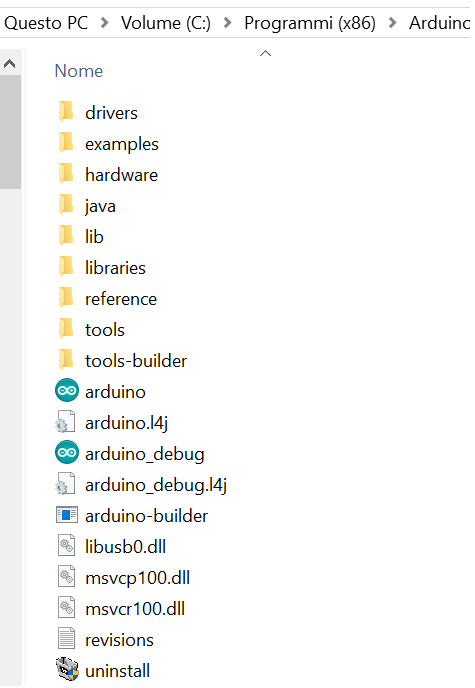 Questo PC > Volume (C:) > Programmi (x86) > Arduino
Nome
drivers
examples
hardware
java
lib
libraries
reference
tools
tools-builder
arduino
arduino.l4j
arduino_debug
arduino_debug.l4j
arduino-builder
libusb0.dll
msvcp100.dll
msvcr100.dll
revisions
uninstall